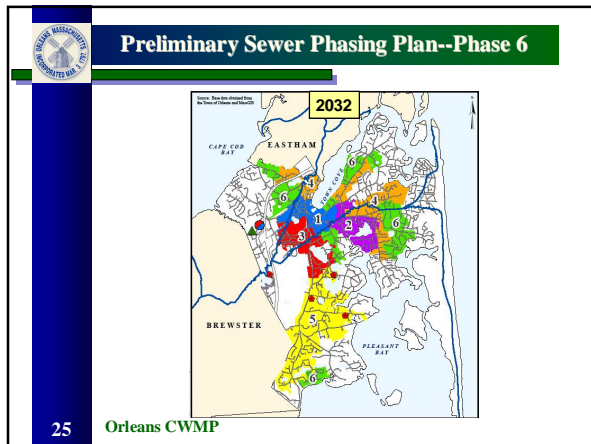 ORLEANS MASSACHUSETTS
INCORPORATED MAR. 3, 1797
Preliminary Sewer Phasing Plan--Phase 6
Source: Base data obtained from
the Town of Orleans and MassGIS
2032
N
EASTHAM
CAPE COD
BAY
TOWN COVE
6
4
6
4
1
2
6
3
BREWSTER
5
PLEASANT
BAY
6
25
Orleans CWMP